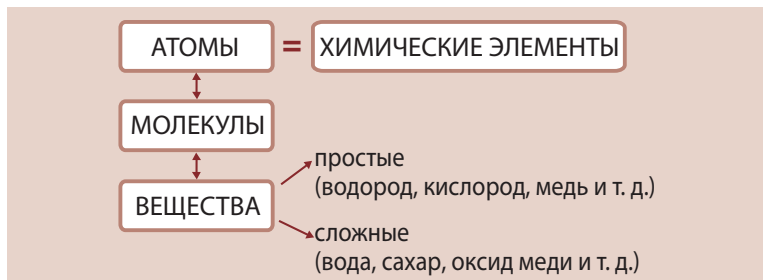 АТОМЫ = ХИМИЧЕСКИЕ ЭЛЕМЕНТЫ
МОЛЕКУЛЫ
ВЕЩЕСТВА
простые
(водород, кислород, медь и т. д.)
сложные
(вода, сахар, оксид меди и т. д.)